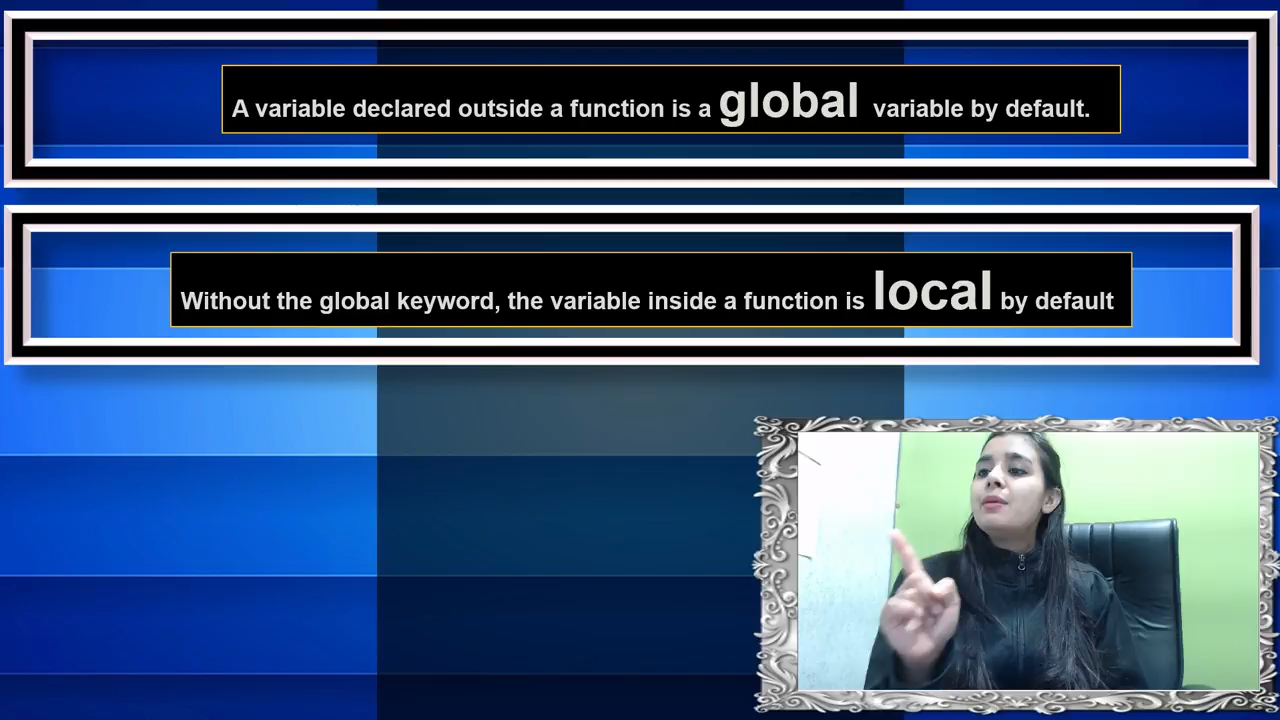 A variable declared outside a function is a global variable by default.
Without the global keyword, the variable inside a function is local by default